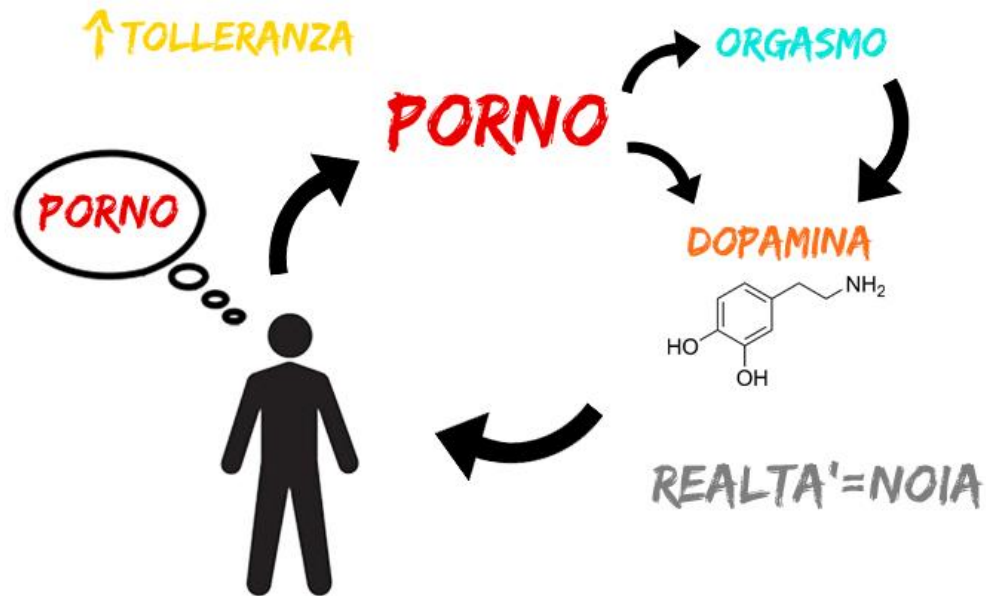 ↑TOLLERANZA
ORGASMO
PORNO
PORNO
DOPAMINA
NH₂
HO
OH
REALTA'=NOIA